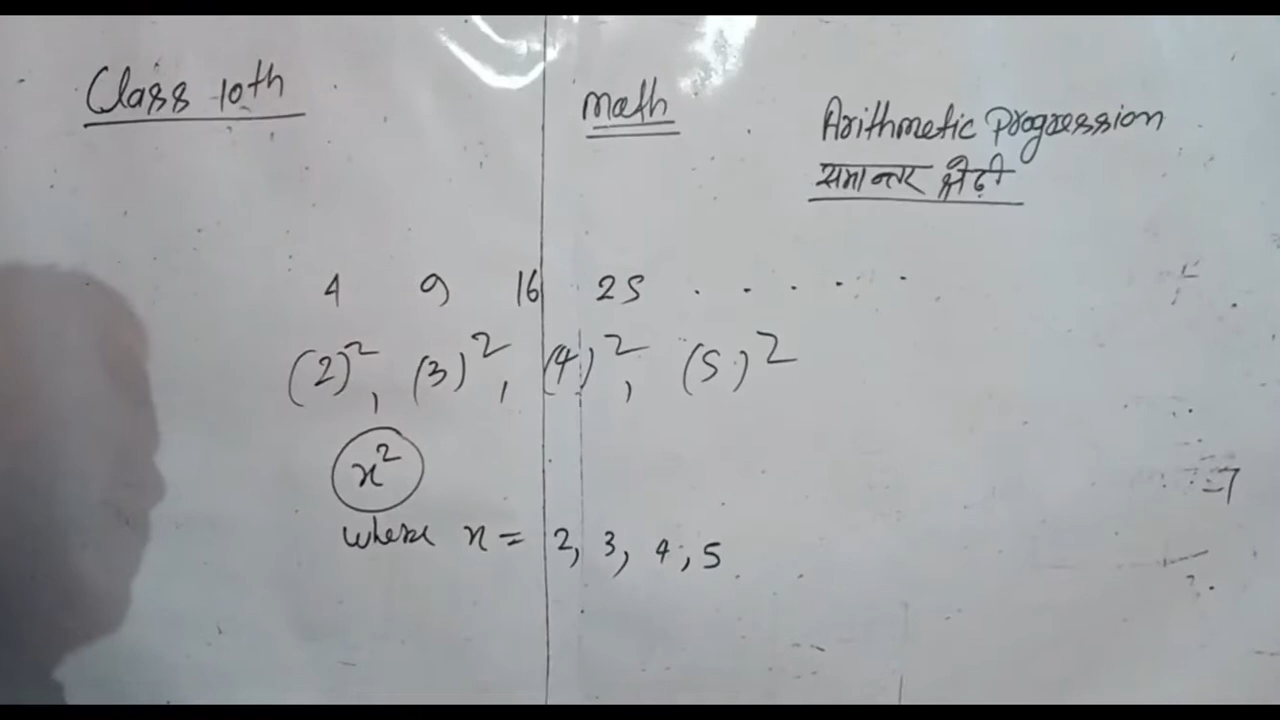 Class 10th
Math
Arithmetic Progression
समान्तर श्रेढ़ी
4 9 16 25 . . . . .
(2)², (3)², (4)², (5)²
x²
where x = 2, 3, 4, 5